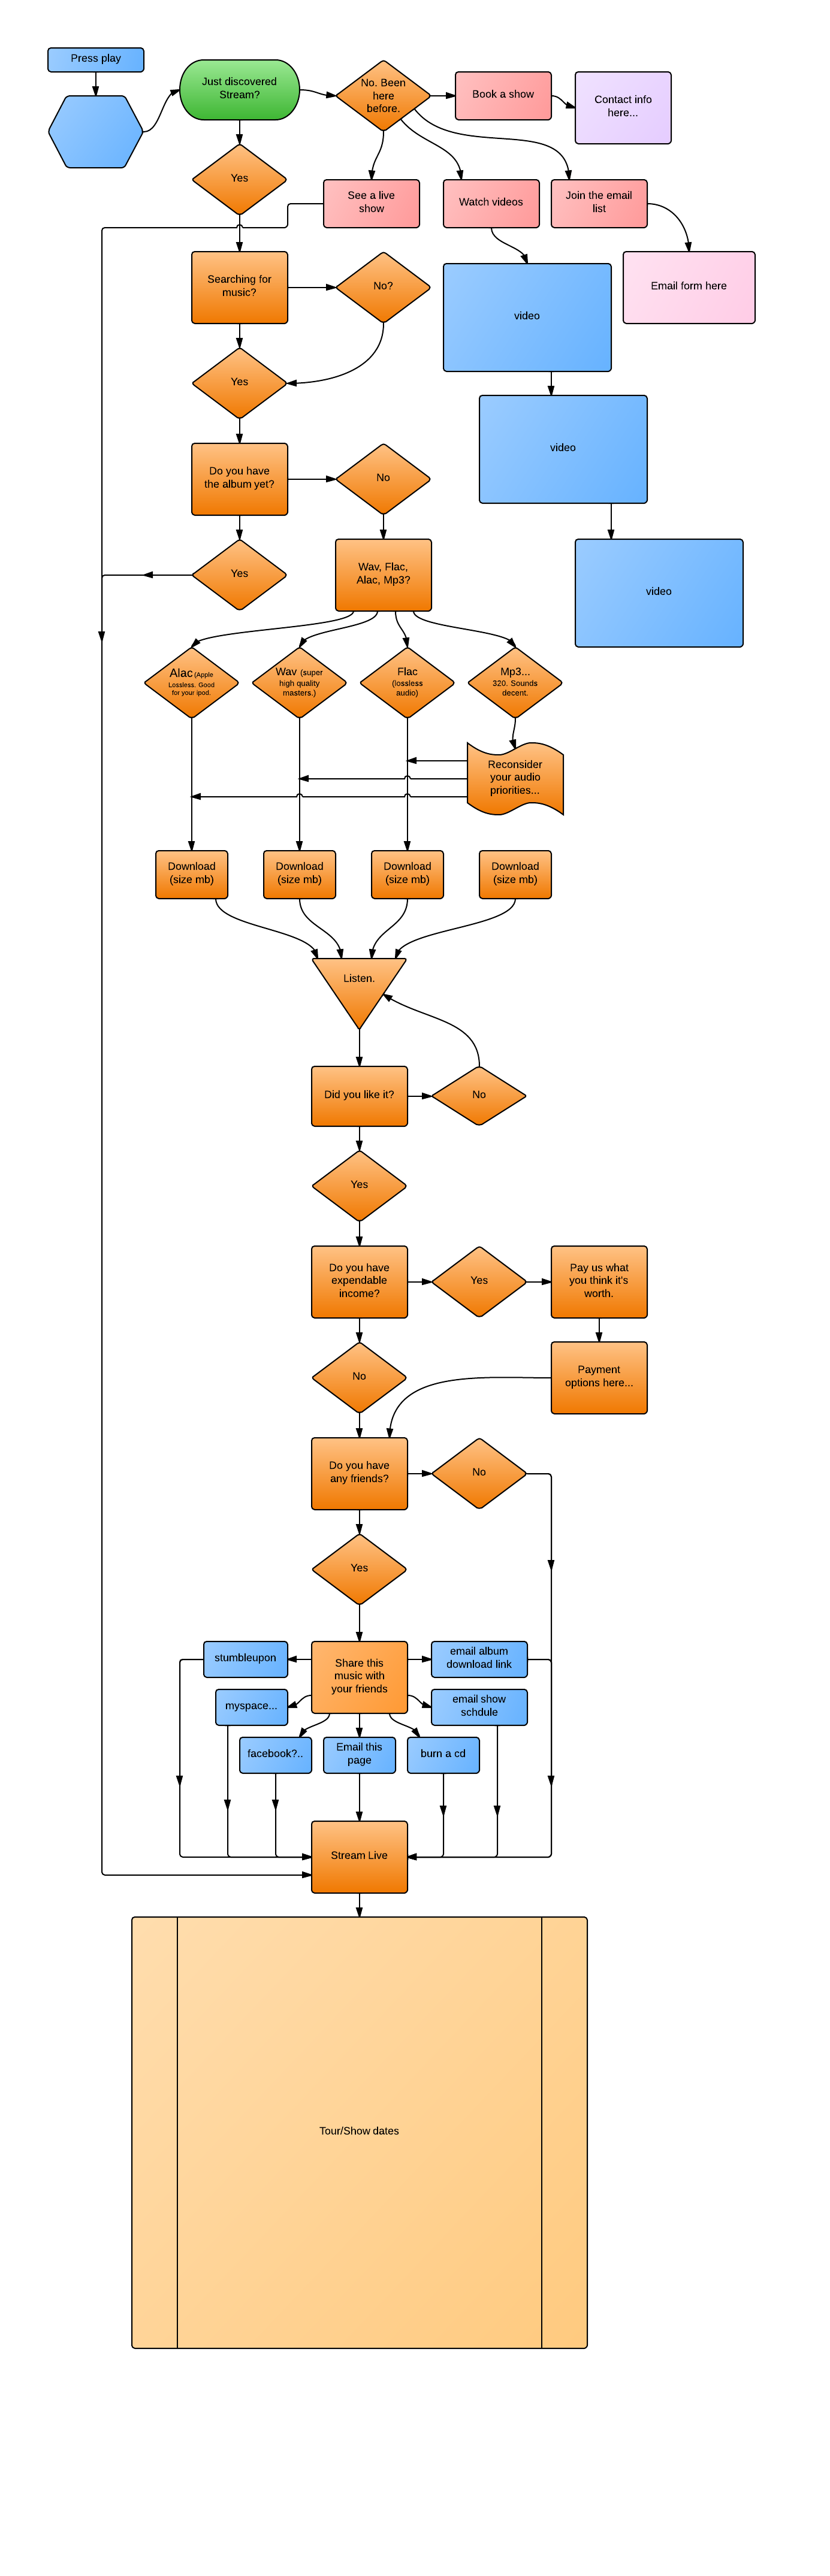 Press play
Just discovered
Stream?
No. Been
here
before.
Book a show
Contact info
here...
Yes
See a live
show
Watch videos
Join the email
list
Searching for
music?
No?
video
Email form here
Yes
video
Do you have
the album yet?
No
Yes
Wav, Flac,
Alac, Mp3?
video
Alac (Apple
Lossless. Good
for your ipod.
Wav (super
high quality
masters.)
Flac
(lossless
audio)
Mp3...
320. Sounds
decent.
Reconsider
your audio
priorities...
Download
(size mb)
Download
(size mb)
Download
(size mb)
Download
(size mb)
Listen.
Did you like it?
No
Yes
Do you have
expendable
income?
Yes
Pay us what
you think it's
worth.
No
Payment
options here...
Do you have
any friends?
No
Yes
stumbleupon
Share this
music with
your friends
email album
download link
myspace...
email show
schdule
facebook?..
Email this
page
burn a cd
Stream Live
Tour/Show dates